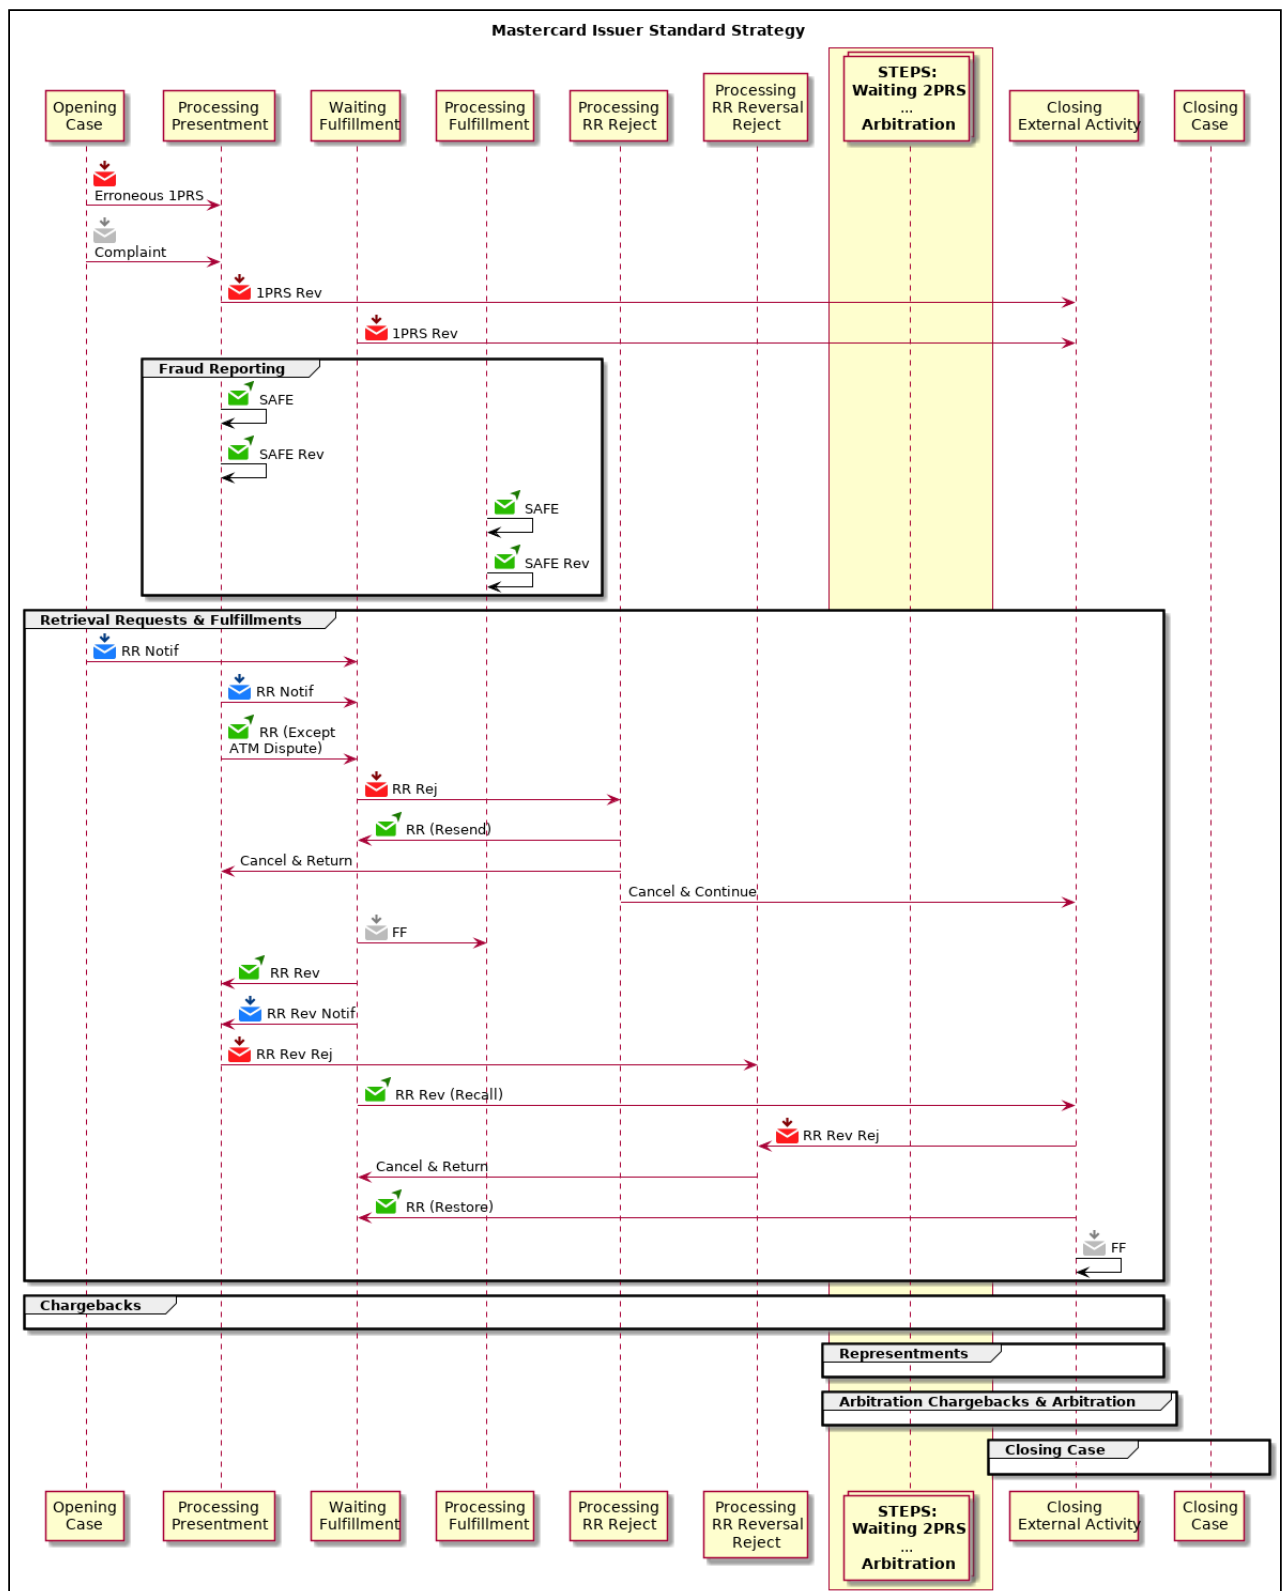 Mastercard Issuer Standard Strategy
Opening
Case
Processing
Presentment
Waiting
Fulfillment
Processing
Fulfillment
Processing
RR Reject
Processing
RR Reversal
Reject
STEPS:
Waiting 2PRS
...
Arbitration
Closing
External Activity
Closing
Case
Erroneous 1PRS
Complaint
1PRS Rev
1PRS Rev
Fraud Reporting
SAFE
SAFE Rev
SAFE
SAFE Rev
Retrieval Requests & Fulfillments
RR Notif
RR Notif
RR (Except
ATM Dispute)
RR Rej
RR (Resend)
Cancel & Return
Cancel & Continue
FF
RR Rev
RR Rev Notif
RR Rev Rej
RR Rev (Recall)
RR Rev Rej
Cancel & Return
RR (Restore)
FF
Chargebacks
Representments
Arbitration Chargebacks & Arbitration
Closing Case
Opening
Case
Processing
Presentment
Waiting
Fulfillment
Processing
Fulfillment
Processing
RR Reject
Processing
RR Reversal
Reject
STEPS:
Waiting 2PRS
...
Arbitration
Closing
External Activity
Closing
Case